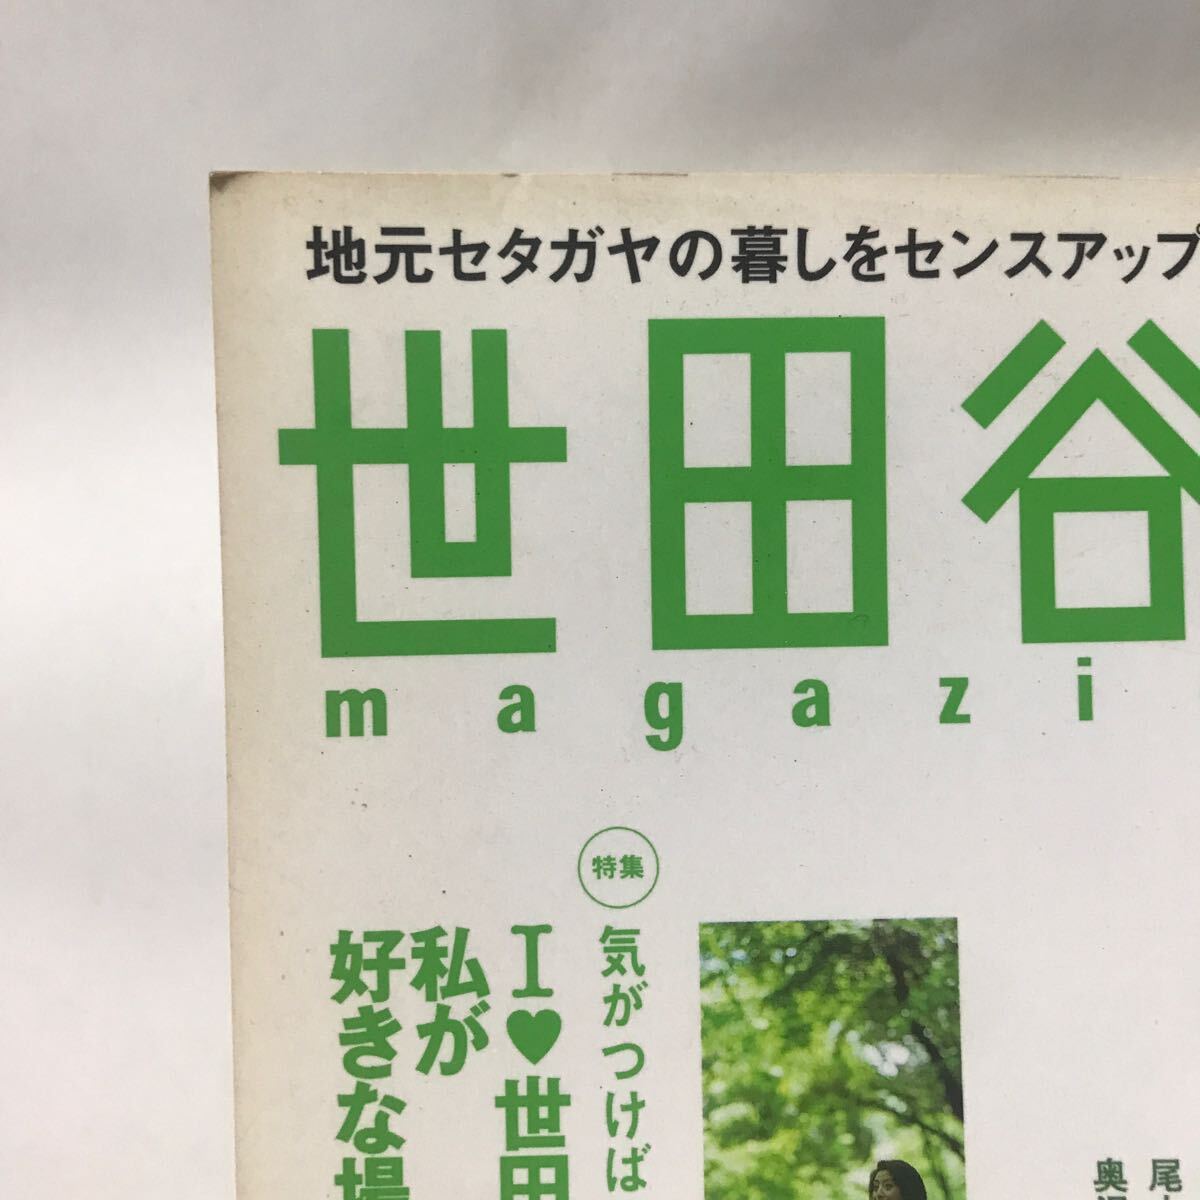 地元セタガヤの暮しをセンスアップ
世田谷
magazi
特集
気がつけば
I♥世田
私が
好きな場
尾
奥